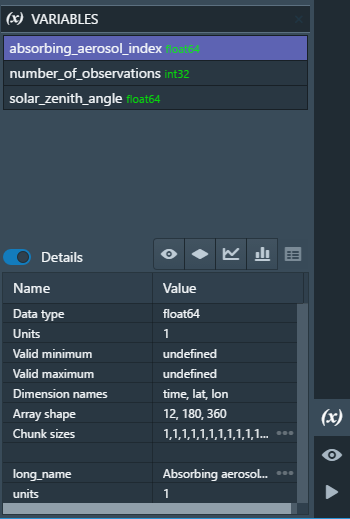 (x) VARIABLES
absorbing_aerosol_index float64
number_of_observations int32
solar_zenith_angle float64
Details
Name Value
Data type float64
Units 1
Valid minimum undefined
Valid maximum undefined
Dimension names time, lat, lon
Array shape 12, 180, 360
Chunk sizes 1,1,1,1,1,1,1,1,1,1,1... •••
long_name Absorbing aerosol... •••
units 1
(x)